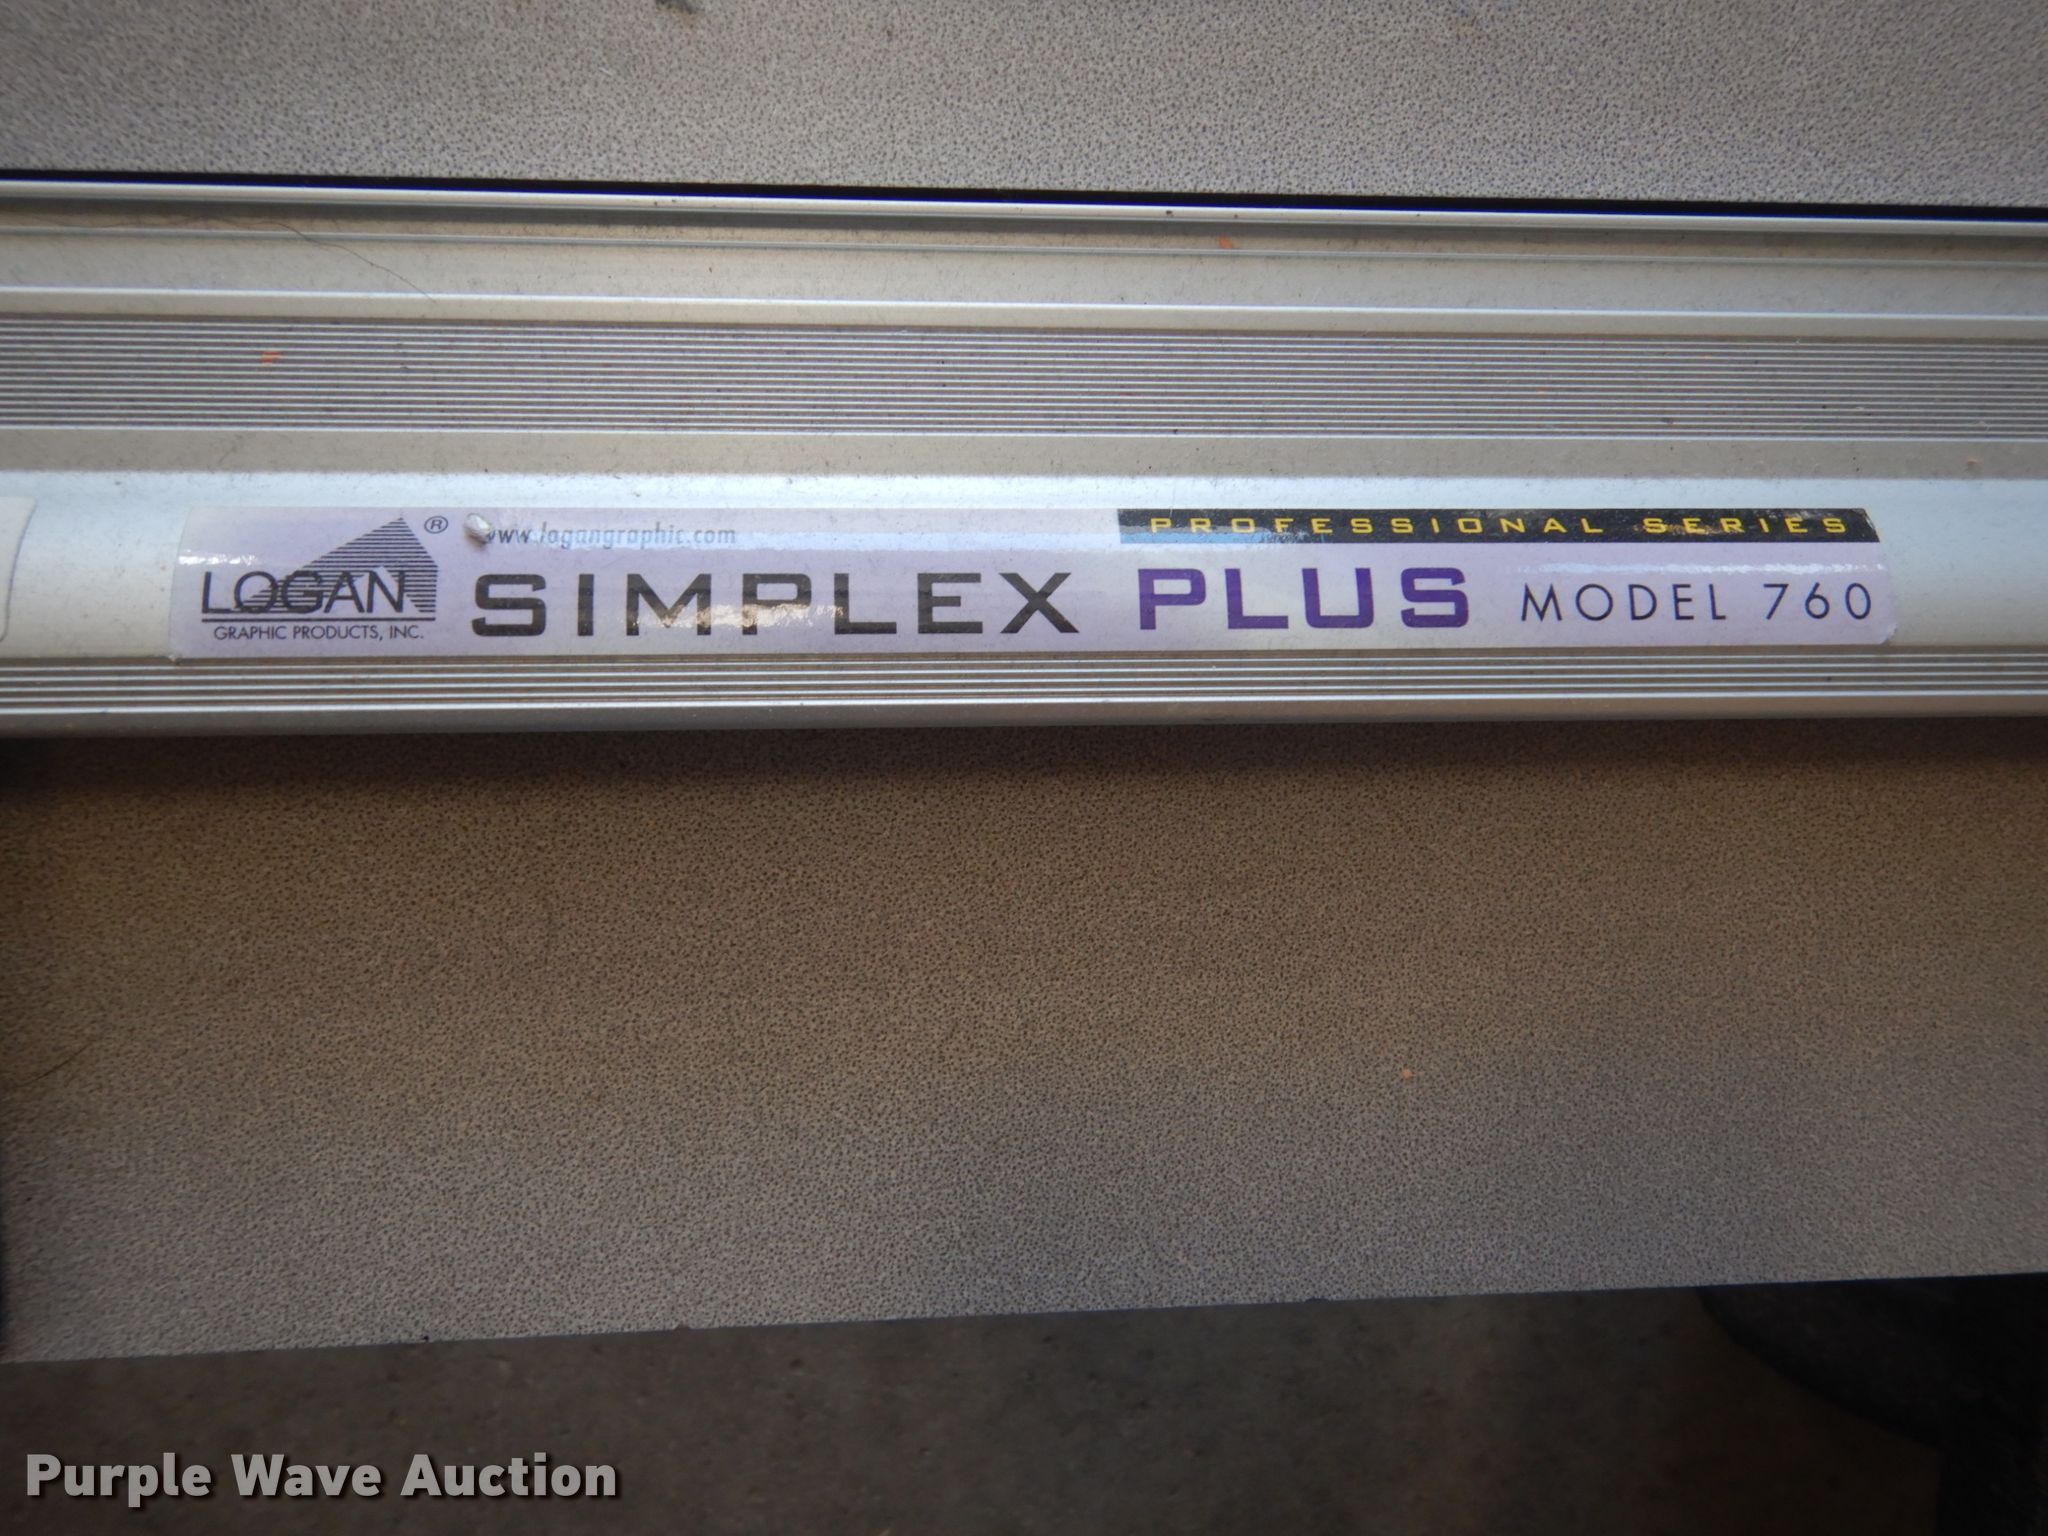 LOGAN ®
GRAPHIC PRODUCTS, INC.
www.logangraphic.com
PROFESSIONAL SERIES
SIMPLEX PLUS MODEL 760
Purple Wave Auction